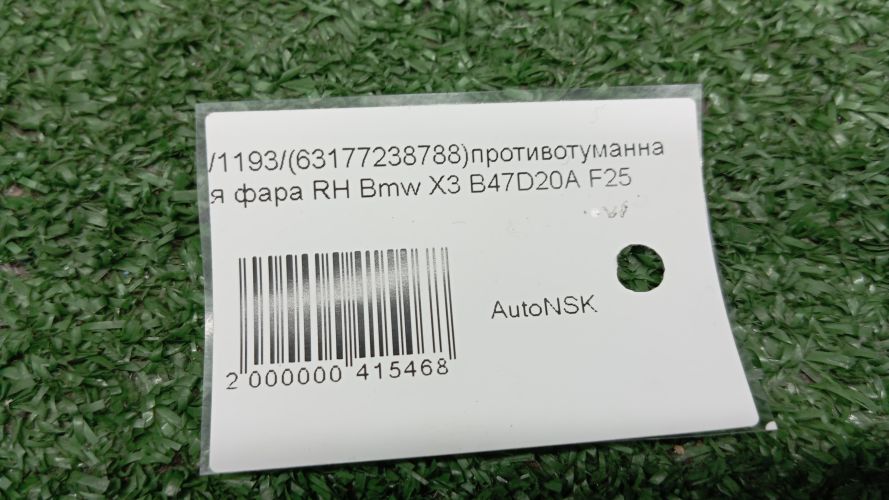 /1193/(63177238788)противотуманна
я фара RH Bmw X3 B47D20A F25
AutoNSK
2 000000 415468